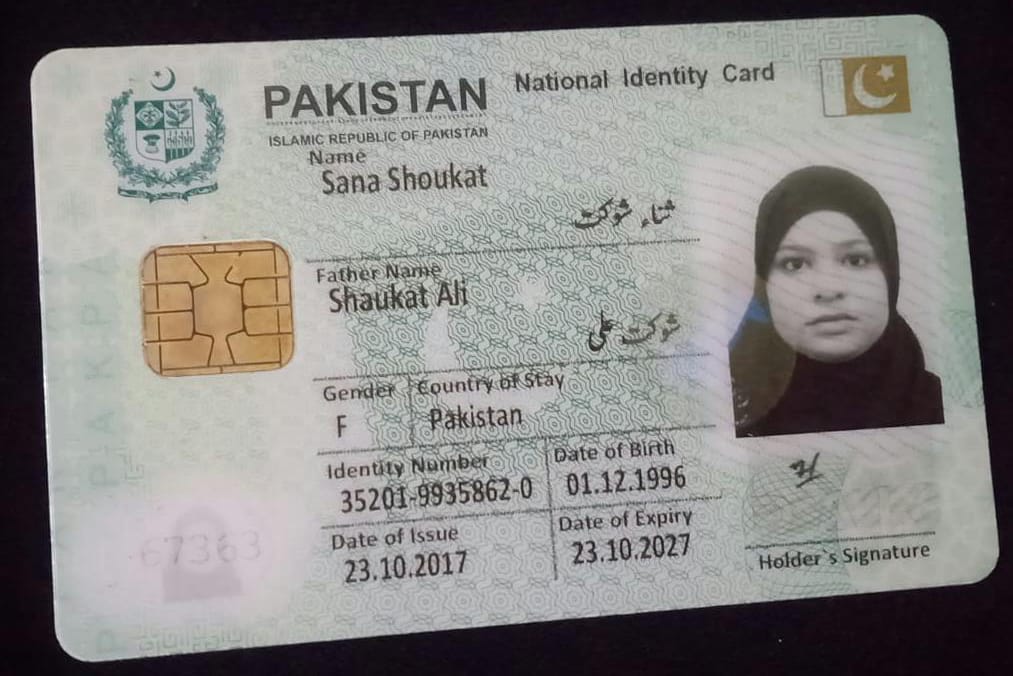 PAKISTAN National Identity Card
ISLAMIC REPUBLIC OF PAKISTAN
Name
Sana Shoukat
ثناء شوکت
Father Name
Shaukat Ali
شوکت علی
Gender Country of Stay
F Pakistan
Identity Number Date of Birth
35201-9935862-0 01.12.1996
Date of Issue Date of Expiry
23.10.2017 23.10.2027
67363
Holder`s Signature